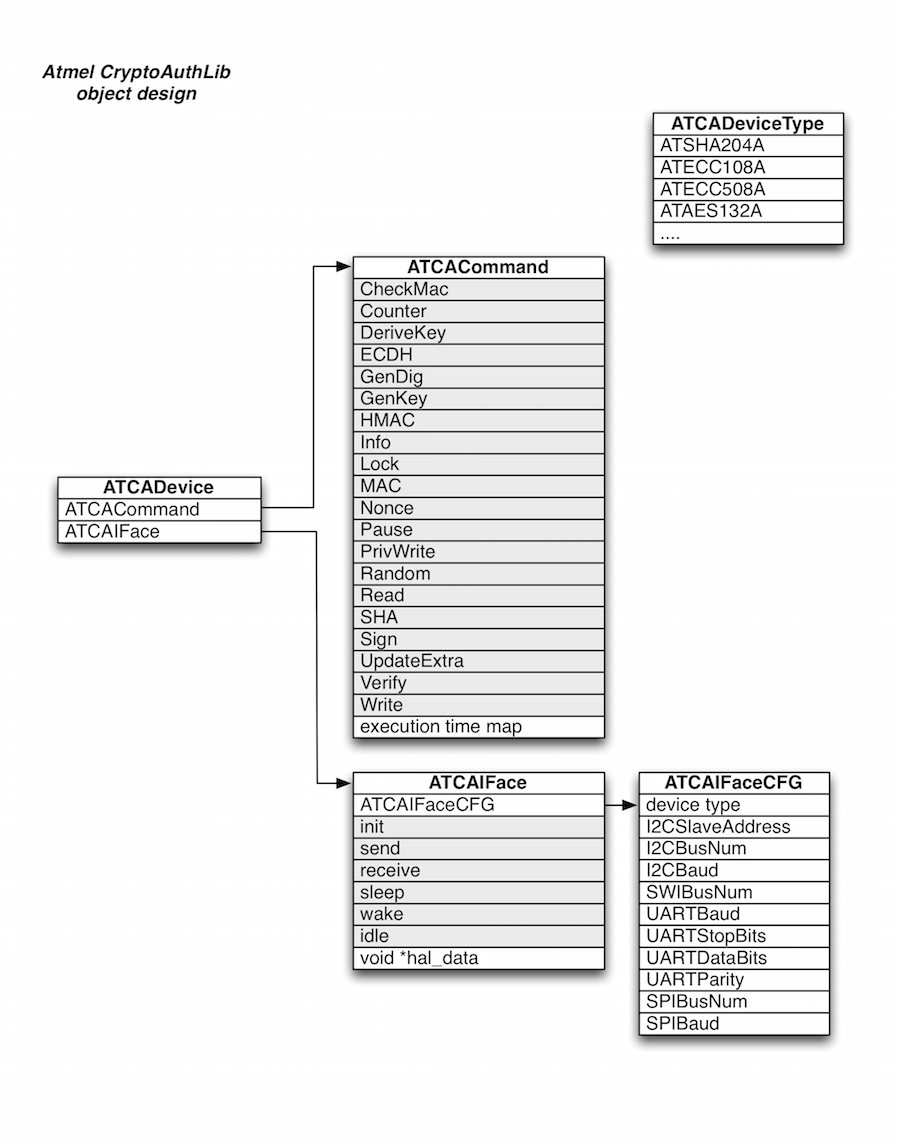 Atmel CryptoAuthLib
object design
ATCADeviceType
ATSHA204A
ATECC108A
ATECC508A
ATAES132A
....
ATCACommand
CheckMac
Counter
DeriveKey
ECDH
GenDig
GenKey
HMAC
Info
Lock
MAC
Nonce
Pause
PrivWrite
Random
Read
SHA
Sign
UpdateExtra
Verify
Write
execution time map
ATCADevice
ATCACommand
ATCAIFace
ATCAIFace
ATCAIFaceCFG
init
send
receive
sleep
wake
idle
void *hal_data
ATCAIFaceCFG
device type
I2CSlaveAddress
I2CBusNum
I2CBaud
SWIBusNum
UARTBaud
UARTStopBits
UARTDataBits
UARTParity
SPIBusNum
SPIBaud